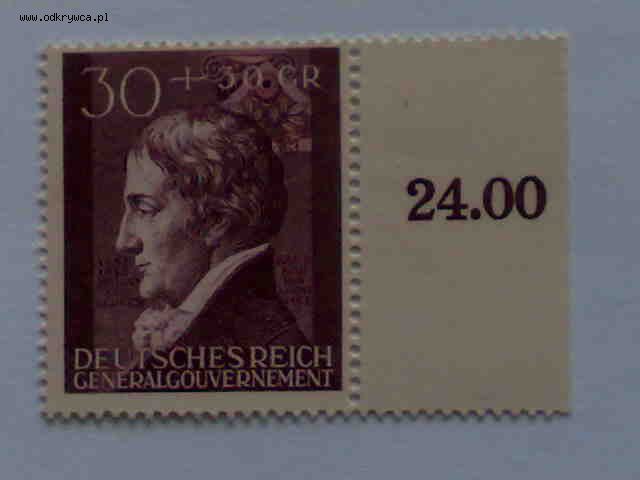 www.odkrywca.pl
30 + 30 GR
24.00
DEUTSCHES REICH
GENERALGOUVERNEMENT